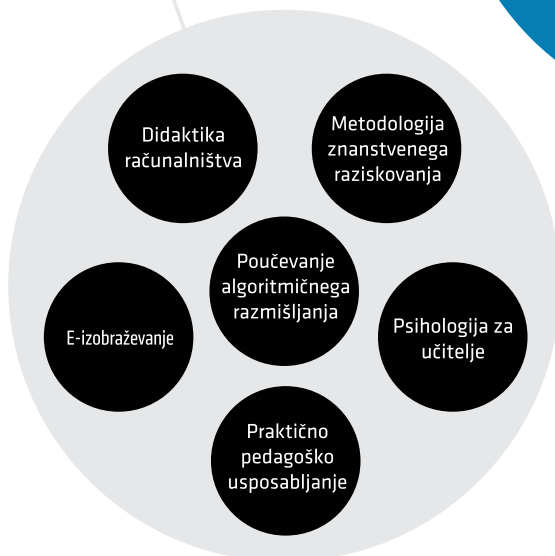 Didaktika
računalništva
Metodologija
znanstvenega
raziskovanja
Poučevanje
algoritmičnega
razmišljanja
E-izobraževanje
Psihologija za
učitelje
Praktično
pedagoško
usposabljanje